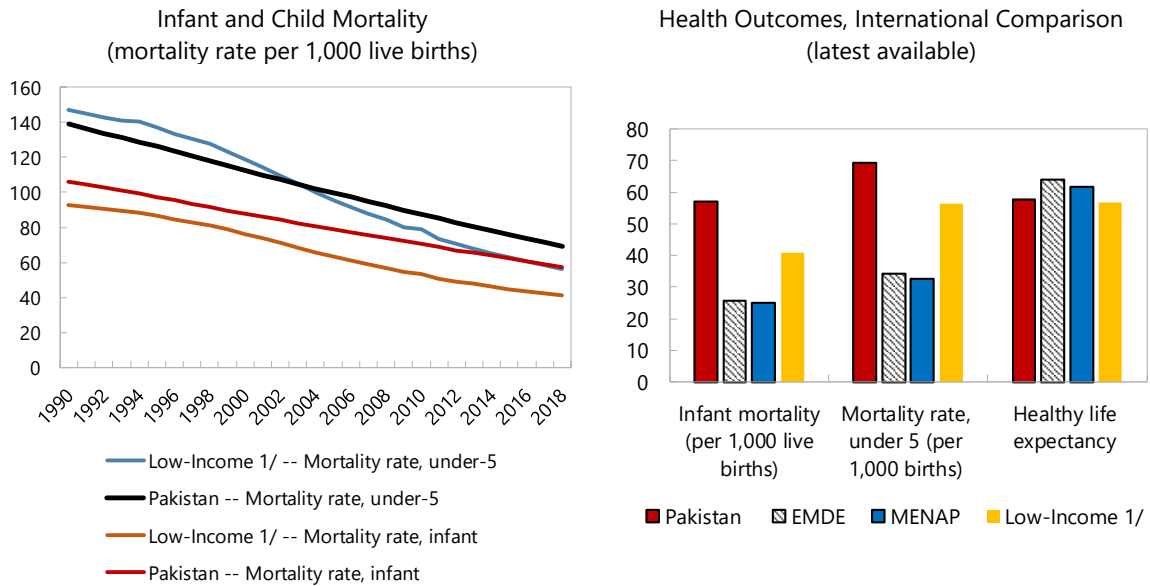 Infant and Child Mortality
(mortality rate per 1,000 live births)
160
140
120
100
80
60
40
20
0
1990
1992
1994
1996
1998
2000
2002
2004
2006
2008
2010
2012
2014
2016
2018
Low-Income 1/ -- Mortality rate, under-5
Pakistan -- Mortality rate, under-5
Low-Income 1/ -- Mortality rate, infant
Pakistan -- Mortality rate, infant
Health Outcomes, International Comparison
(latest available)
80
70
60
50
40
30
20
10
0
Infant mortality
(per 1,000 live
births)
Mortality rate,
under 5 (per
1,000 births)
Healthy life
expectancy
Pakistan
EMDE
MENAP
Low-Income 1/